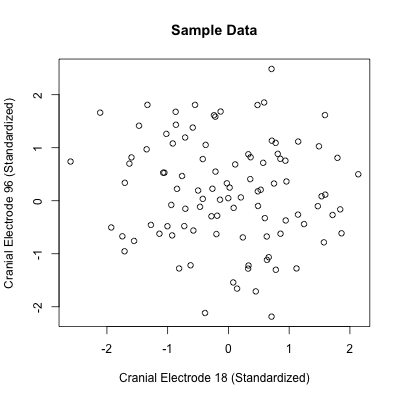 Sample Data
Cranial Electrode 96 (Standardized)
2
1
0
-1
-2
-2 -1 0 1 2
Cranial Electrode 18 (Standardized)